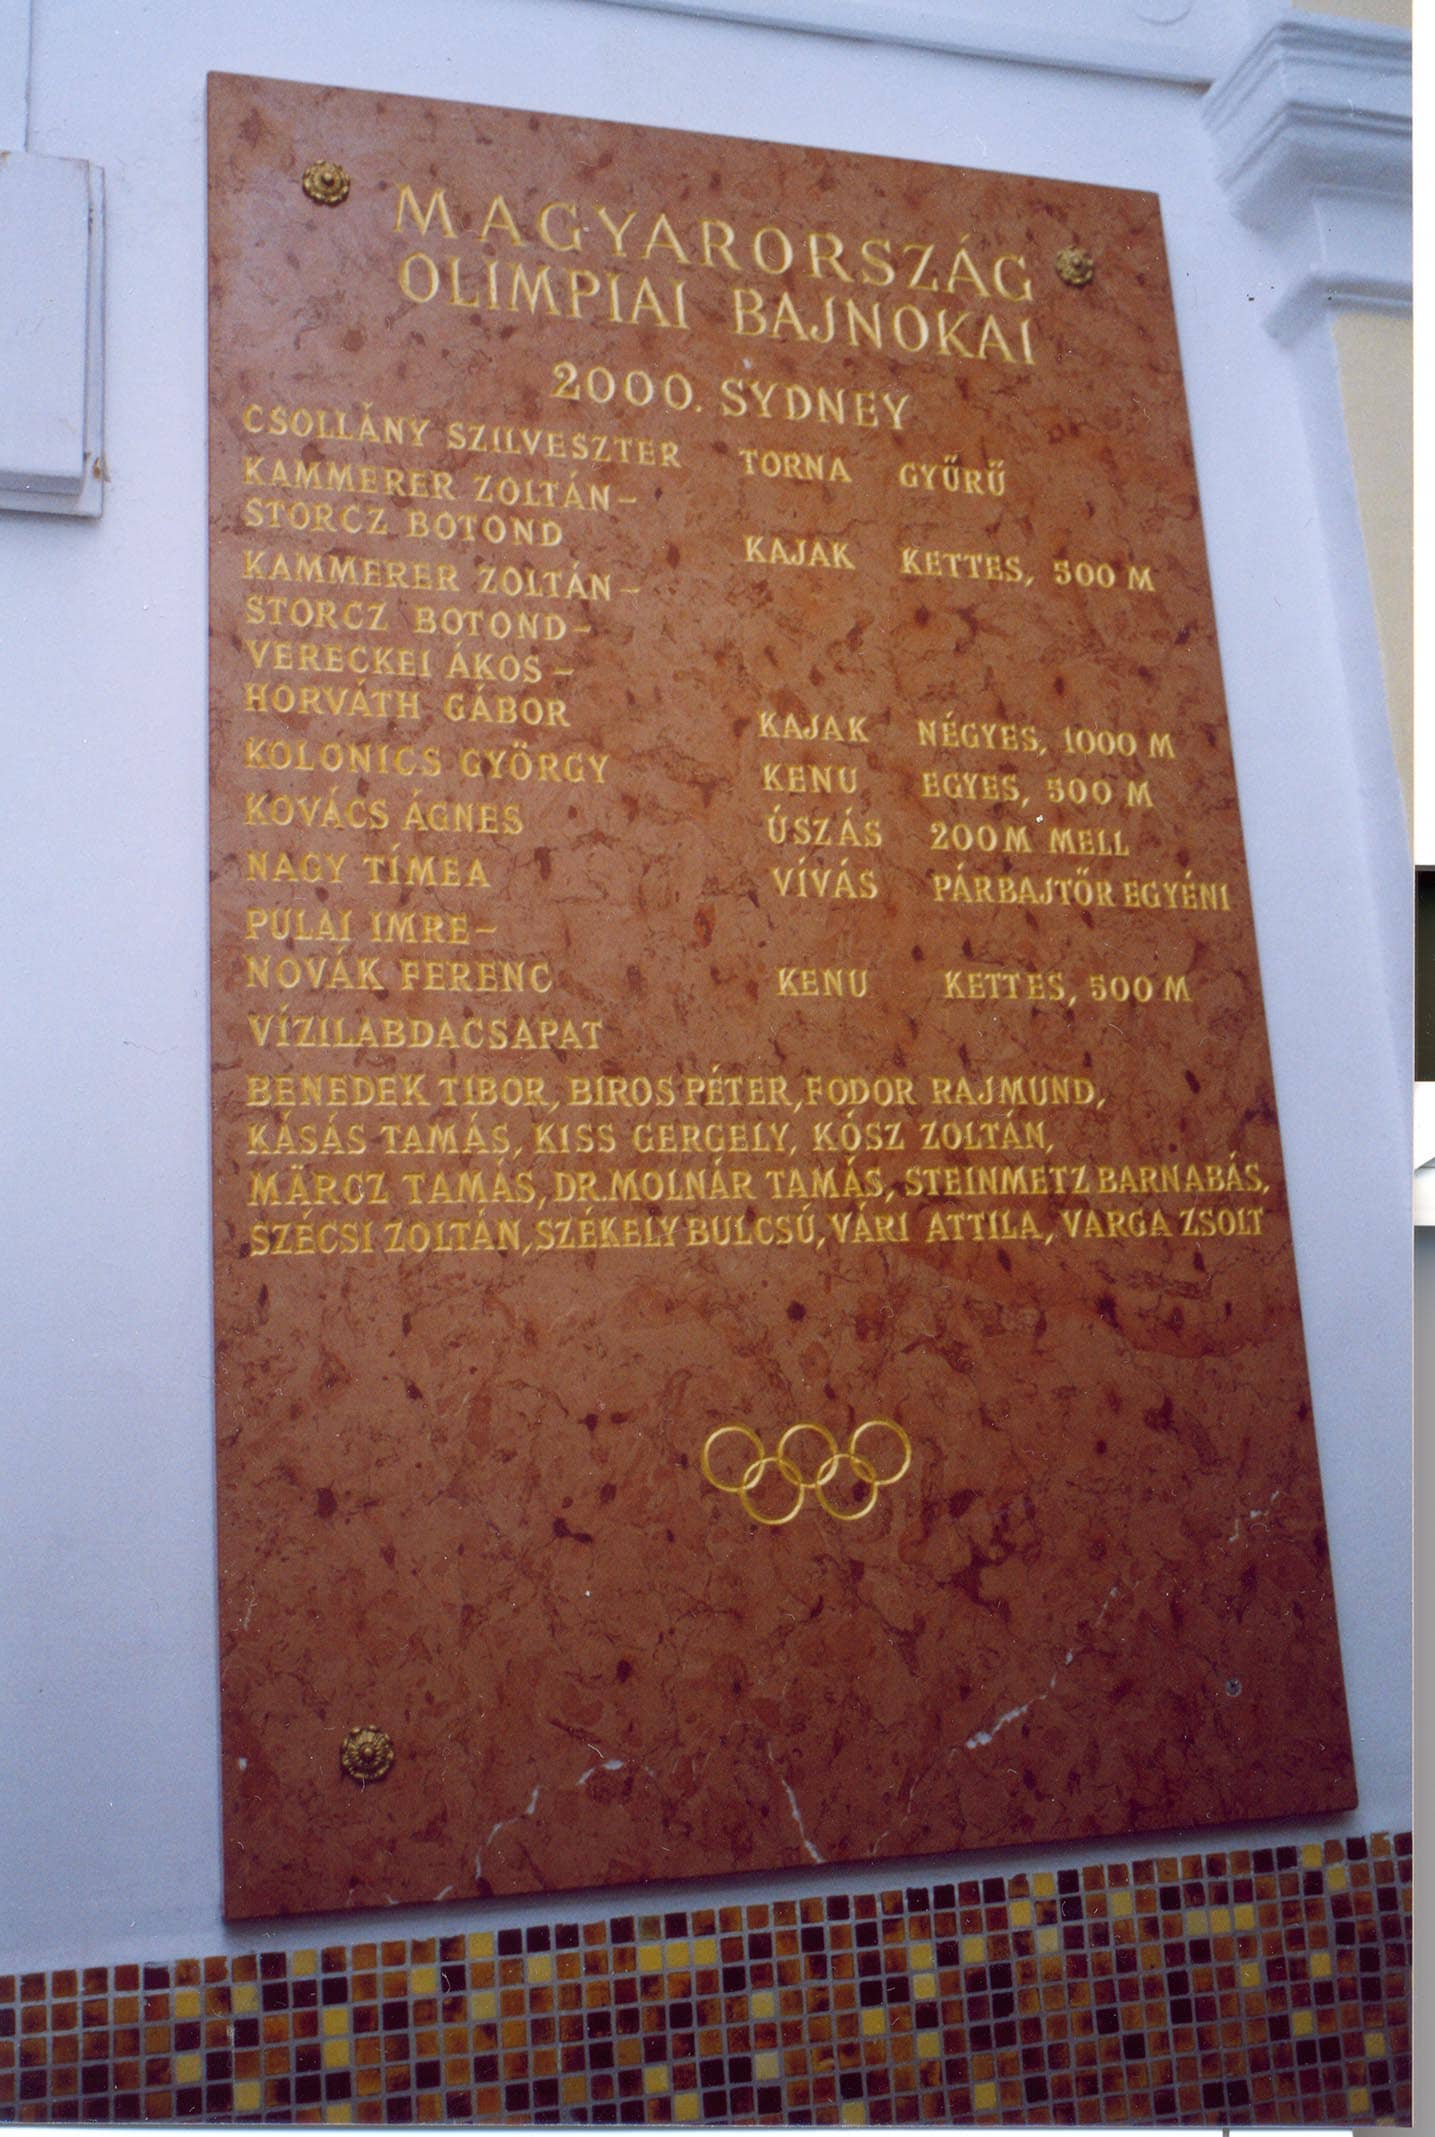 MAGYARORSZÁG
OLIMPIAI BAJNOKAI
2000. SYDNEY
CSOLLÁNY SZILVESZTER TORNA GYŰRŰ
KAMMERER ZOLTÁN–
STORCZ BOTOND KAJAK KETTES, 500 M
KAMMERER ZOLTÁN–
STORCZ BOTOND–
VERECKEI ÁKOS–
HORVÁTH GÁBOR KAJAK NÉGYES, 1000 M
KOLONICS GYÖRGY KENU EGYES, 500 M
KOVÁCS ÁGNES ÚSZÁS 200M MELL
NAGY TÍMEA VÍVÁS PÁRBAJTŐR EGYÉNI
PULAI IMRE–
NOVÁK FERENC KENU KETTES, 500 M
VÍZILABDACSAPAT
BENEDEK TIBOR, BIROS PÉTER, FODOR RAJMUND,
KÁSÁS TAMÁS, KISS GERGELY, KÓSZ ZOLTÁN,
MÄRCZ TAMÁS, DR. MOLNÁR TAMÁS, STEINMETZ BARNABÁS,
SZÉCSI ZOLTÁN, SZÉKELY BULCSÚ, VÁRI ATTILA, VARGA ZSOLT